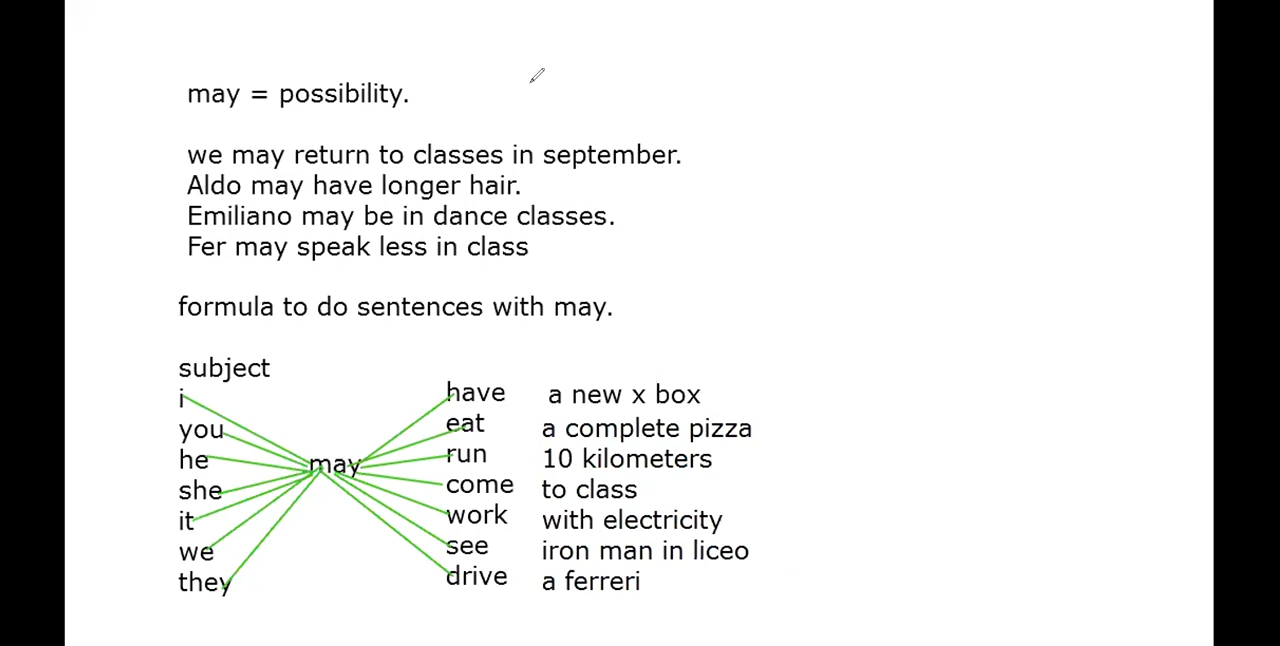 may = possibility.
we may return to classes in september.
Aldo may have longer hair.
Emiliano may be in dance classes.
Fer may speak less in class
formula to do sentences with may.
subject
i have a new x box
you eat a complete pizza
he may run 10 kilometers
she come to class
it work with electricity
we see iron man in liceo
they drive a ferreri